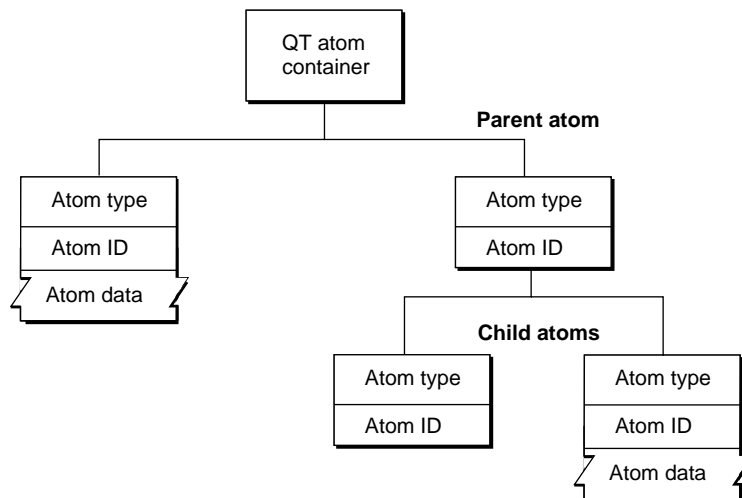 QT atom
container
Parent atom
Atom type
Atom ID
Atom data
Atom type
Atom ID
Child atoms
Atom type
Atom ID
Atom type
Atom ID
Atom data